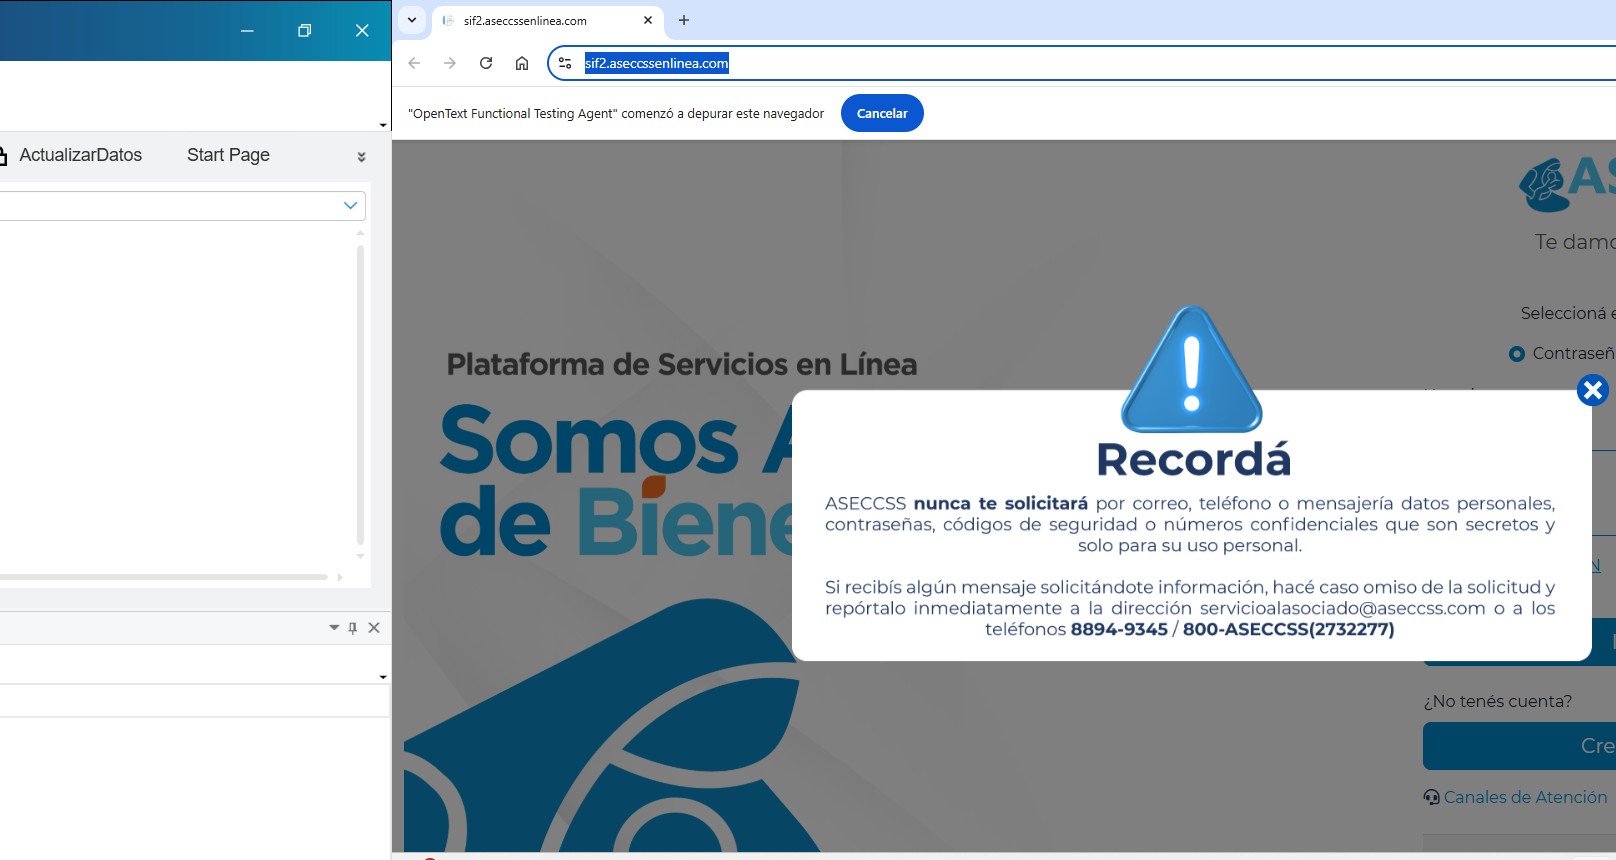 sif2.aseccssenlinea.com
sif2.aseccssenlinea.com
"OpenText Functional Testing Agent" comenzó a depurar este navegador
Cancelar
ActualizarDatos
Start Page
Te damo
Seleccioná e
Contraseñ
Plataforma de Servicios en Línea
Somos A
de Biene
Recordá
ASECCSS nunca te solicitará por correo, teléfono o mensajería datos personales,
contraseñas, códigos de seguridad o números confidenciales que son secretos y
solo para su uso personal.
Si recibís algún mensaje solicitándote información, hacé caso omiso de la solicitud y
repórtalo inmediatamente a la dirección servicioalasociado@aseccss.com o a los
teléfonos 8894-9345 / 800-ASECCSS(2732277)
¿No tenés cuenta?
Cre
Canales de Atención